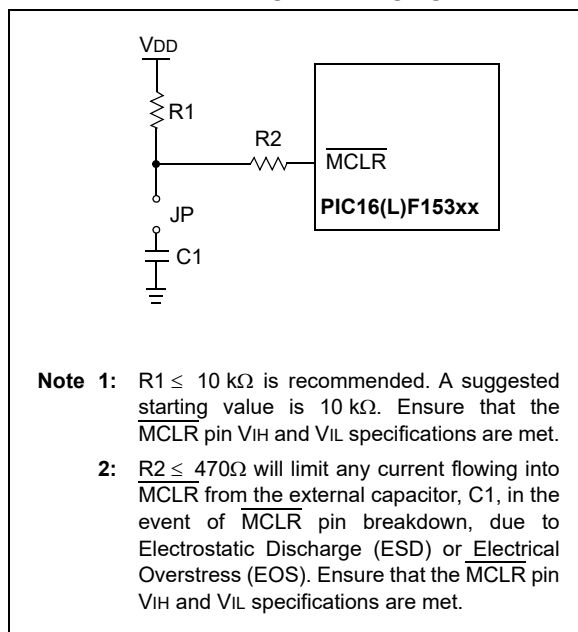 VDD
R1
R2
MCLR
PIC16(L)F153xx
JP
C1
Note 1: R1 ≤ 10 kΩ is recommended. A suggested
starting value is 10 kΩ. Ensure that the
MCLR pin VIH and VIL specifications are met.
2: R2 ≤ 470Ω will limit any current flowing into
MCLR from the external capacitor, C1, in the
event of MCLR pin breakdown, due to
Electrostatic Discharge (ESD) or Electrical
Overstress (EOS). Ensure that the MCLR pin
VIH and VIL specifications are met.